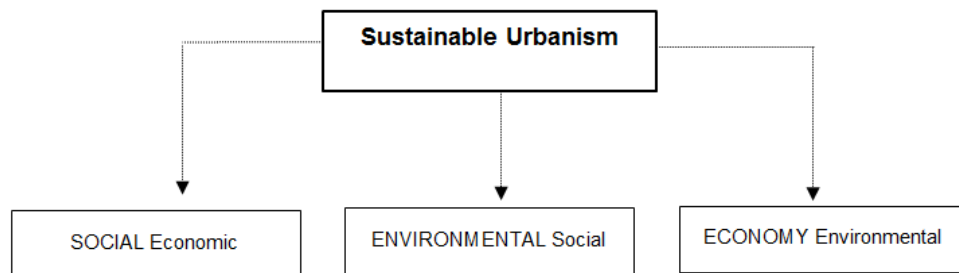 Sustainable Urbanism
SOCIAL Economic
ENVIRONMENTAL Social
ECONOMY Environmental